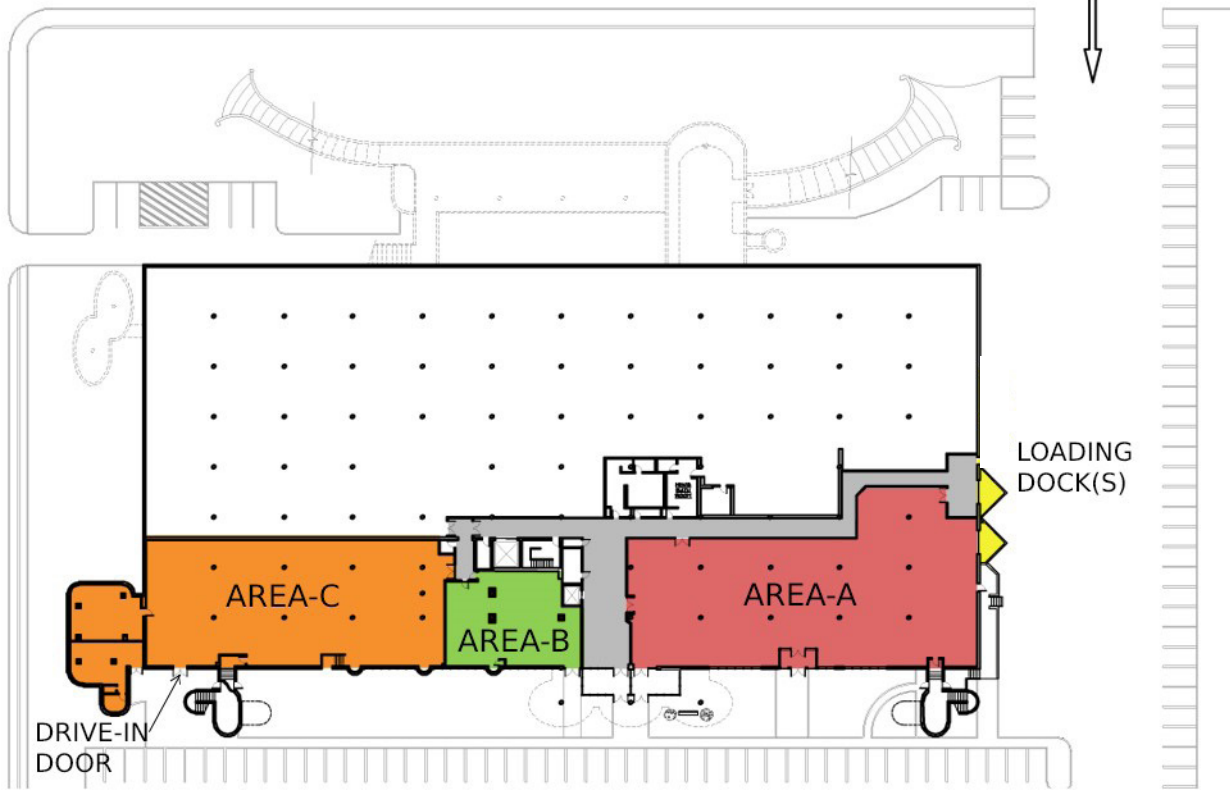 LOADING
DOCK(S)
AREA-C
AREA-A
AREA-B
DRIVE-IN
DOOR